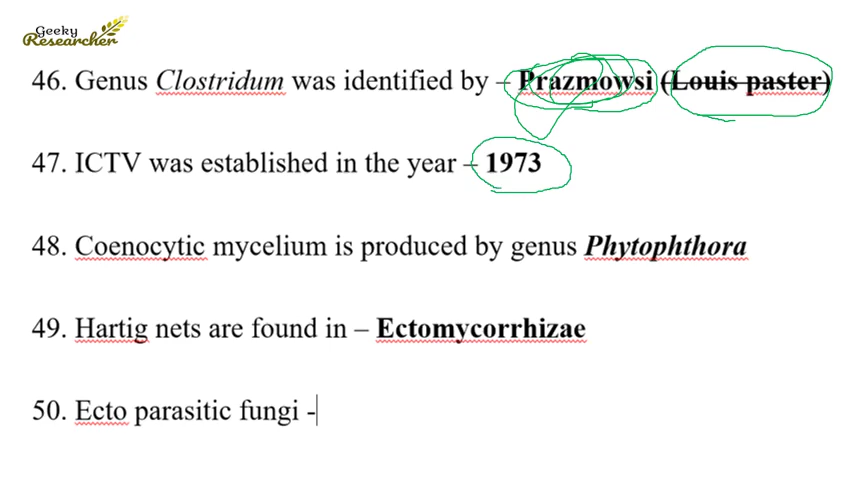 Geeky
Researcher
46. Genus Clostridum was identified by – Prazmowsi (Louis paster)
47. ICTV was established in the year – 1973
48. Coenocytic mycelium is produced by genus Phytophthora
49. Hartig nets are found in – Ectomycorrhizae
50. Ecto parasitic fungi -